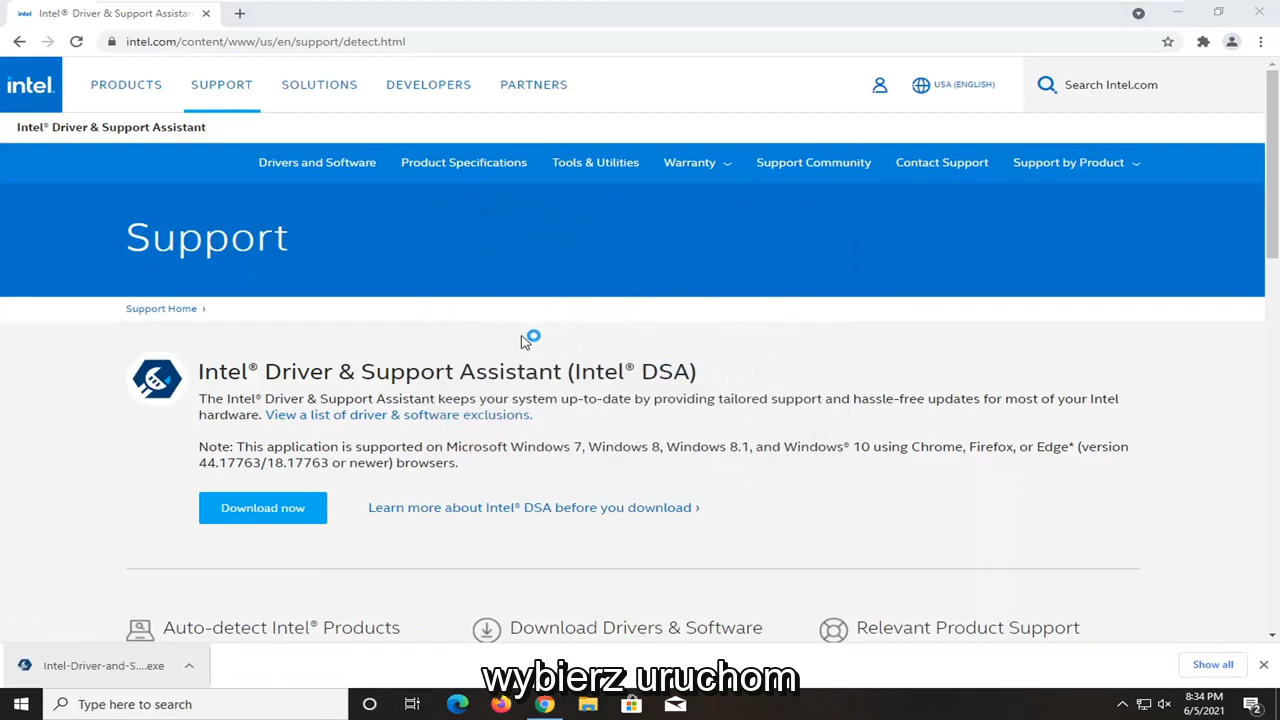 Intel® Driver & Support Assistan
intel.com/content/www/us/en/support/detect.html
intel. PRODUCTS SUPPORT SOLUTIONS DEVELOPERS PARTNERS USA (ENGLISH) Search Intel.com
Intel® Driver & Support Assistant
Drivers and Software Product Specifications Tools & Utilities Warranty Support Community Contact Support Support by Product
Support
Support Home ›
Intel® Driver & Support Assistant (Intel® DSA)
The Intel® Driver & Support Assistant keeps your system up-to-date by providing tailored support and hassle-free updates for most of your Intel
hardware. View a list of driver & software exclusions.
Note: This application is supported on Microsoft Windows 7, Windows 8, Windows 8.1, and Windows® 10 using Chrome, Firefox, or Edge* (version
44.17763/18.17763 or newer) browsers.
Download now Learn more about Intel® DSA before you download ›
Auto-detect Intel® Products Download Drivers & Software Relevant Product Support
Intel-Driver-and-S....exe Show all
wybierz uruchom
Type here to search 8:34 PM
6/5/2021 2